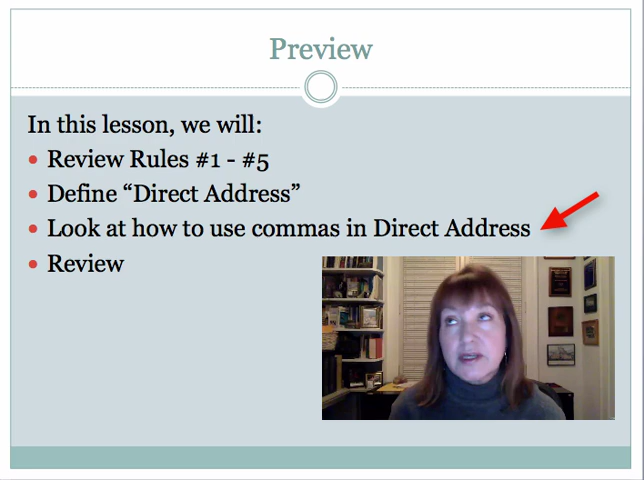 Preview
In this lesson, we will:
Review Rules #1 - #5
Define “Direct Address”
Look at how to use commas in Direct Address
Review